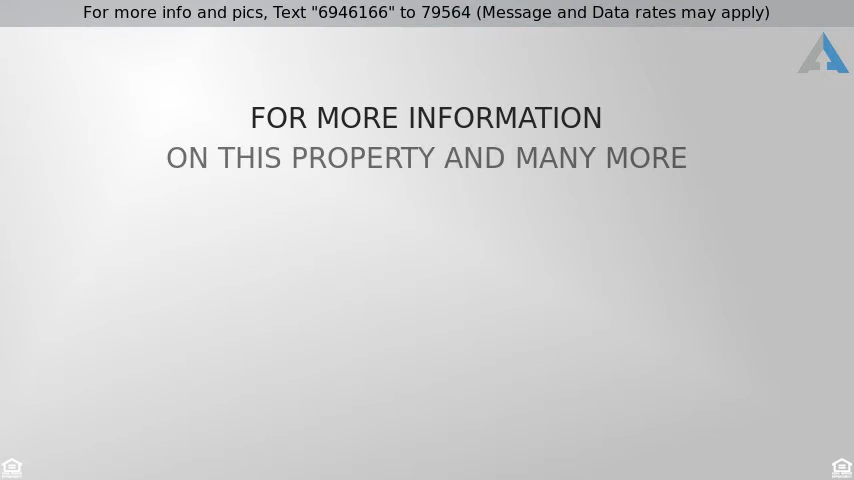 For more info and pics, Text "6946166" to 79564 (Message and Data rates may apply)
FOR MORE INFORMATION
ON THIS PROPERTY AND MANY MORE